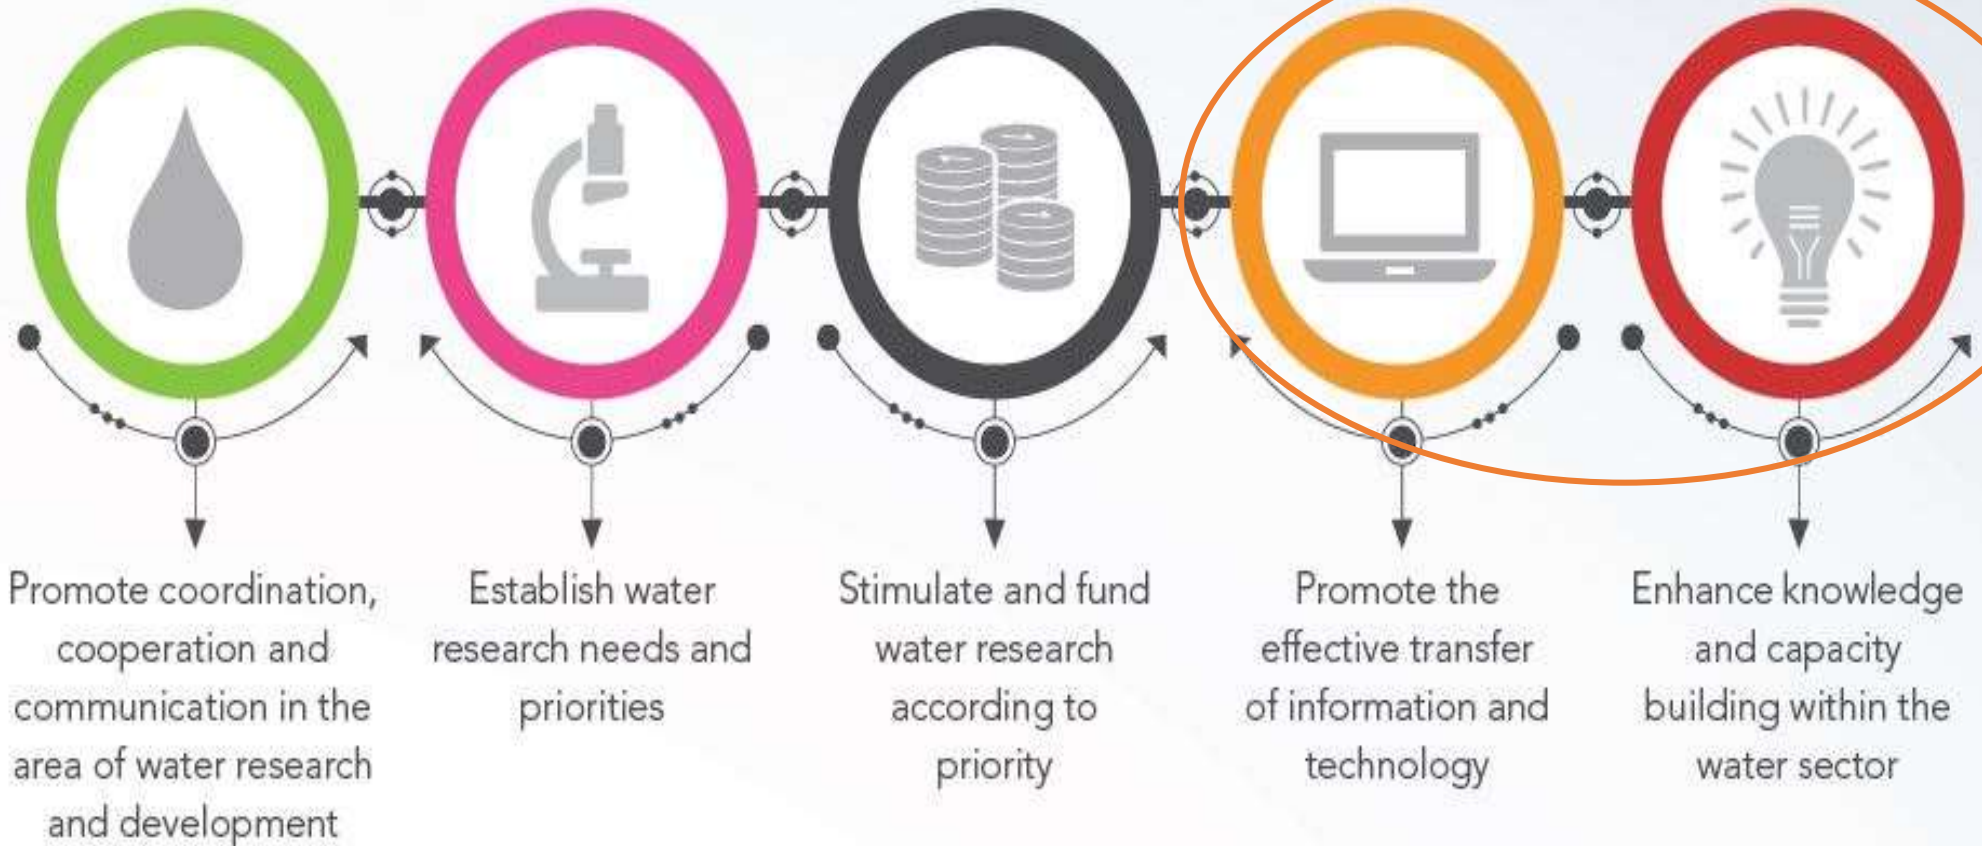 Promote coordination,
cooperation and
communication in the
area of water research
and development
Establish water
research needs and
priorities
Stimulate and fund
water research
according to
priority
Promote the
effective transfer
of information and
technology
Enhance knowledge
and capacity
building within the
water sector